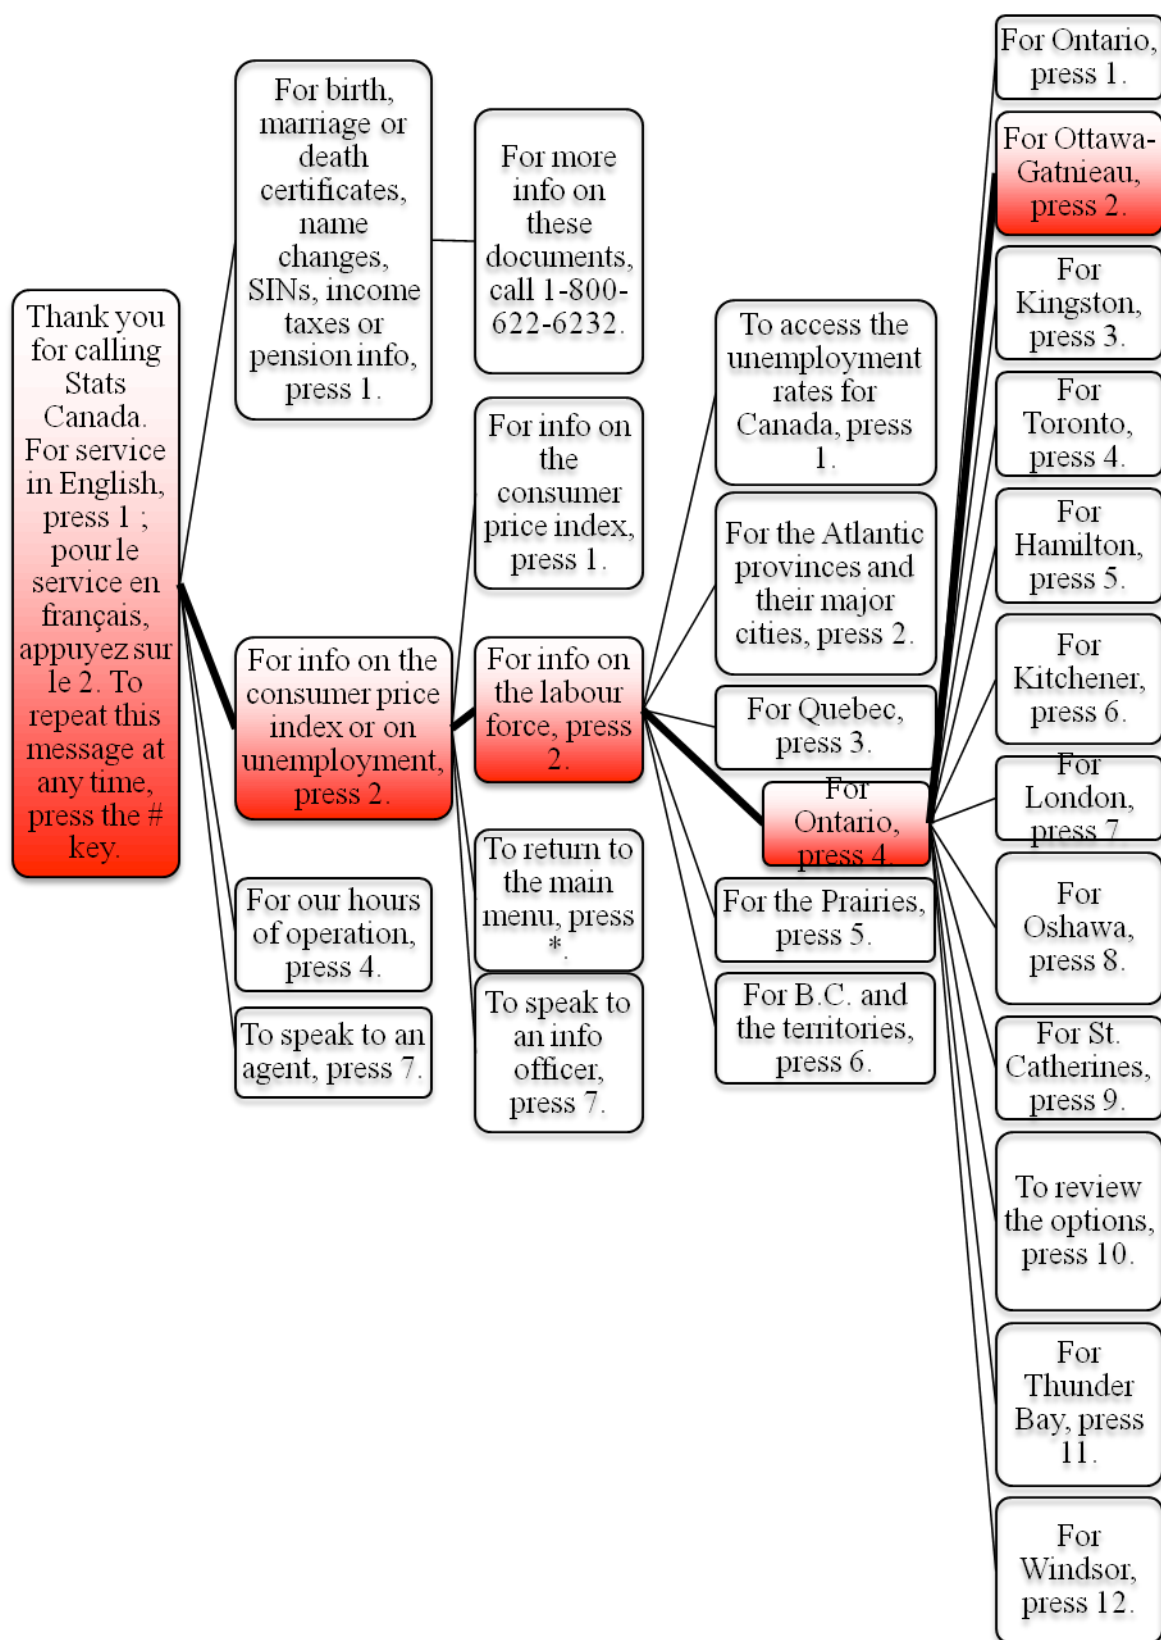 Thank you
for calling
Stats
Canada.
For service
in English,
press 1 ;
pour le
service en
français,
appuyez sur
le 2. To
repeat this
message at
any time,
press the #
key.
For birth,
marriage or
death
certificates,
name
changes,
SINs, income
taxes or
pension info,
press 1.
For info on the
consumer price
index or on
unemployment,
press 2.
For our hours
of operation,
press 4.
To speak to an
agent, press 7.
For more
info on
these
documents,
call 1-800-
622-6232.
For info on
the
consumer
price index,
press 1.
For info on
the labour
force, press
2.
To return to
the main
menu, press
*.
To speak to
an info
officer,
press 7.
To access the
unemployment
rates for
Canada, press
1.
For the Atlantic
provinces and
their major
cities, press 2.
For Quebec,
press 3.
For
Ontario,
press 4.
For the Prairies,
press 5.
For B.C. and
the territories,
press 6.
For Ontario,
press 1.
For Ottawa-
Gatnieau,
press 2.
For
Kingston,
press 3.
For
Toronto,
press 4.
For
Hamilton,
press 5.
For
Kitchener,
press 6.
For
London,
press 7.
For
Oshawa,
press 8.
For St.
Catherines,
press 9.
To review
the options,
press 10.
For
Thunder
Bay, press
11.
For
Windsor,
press 12.